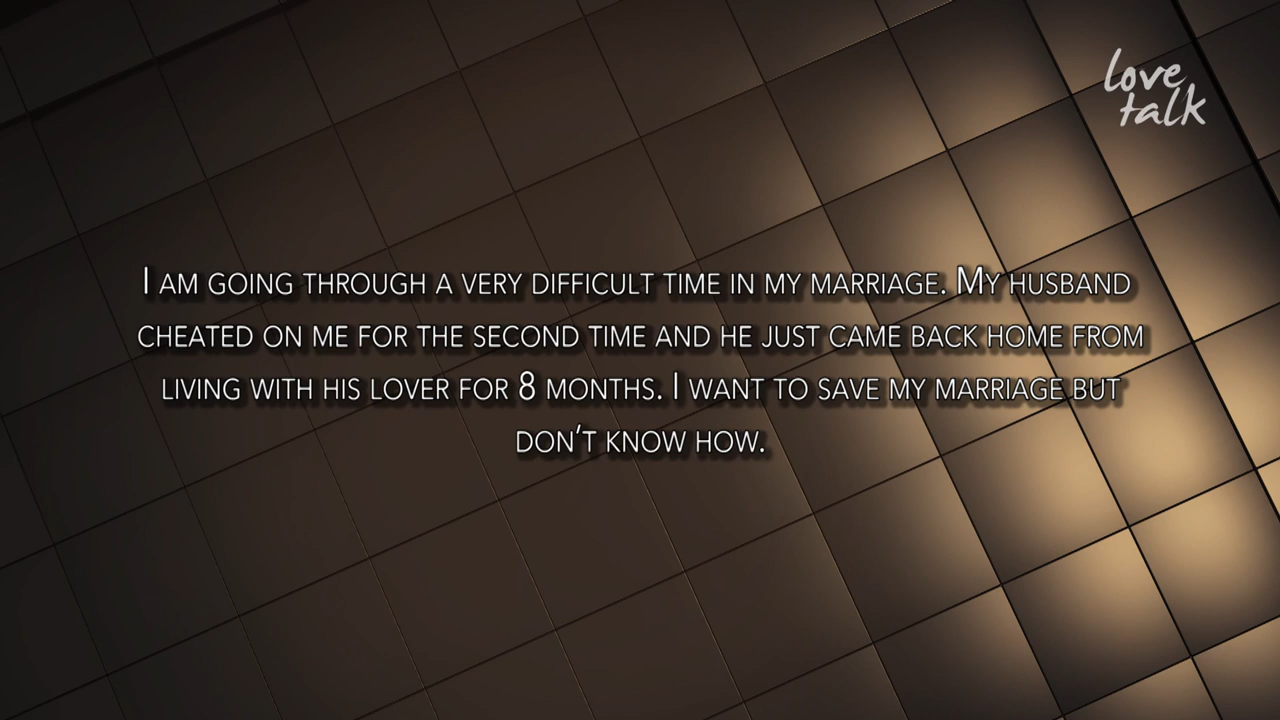 love
talk
I AM GOING THROUGH A VERY DIFFICULT TIME IN MY MARRIAGE. MY HUSBAND
CHEATED ON ME FOR THE SECOND TIME AND HE JUST CAME BACK HOME FROM
LIVING WITH HIS LOVER FOR 8 MONTHS. I WANT TO SAVE MY MARRIAGE BUT
DON'T KNOW HOW.